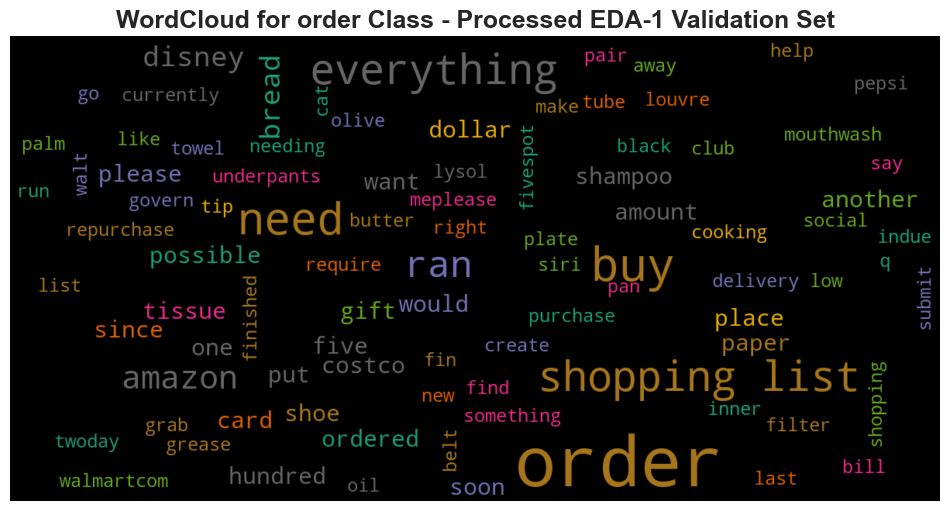 WordCloud for order Class - Processed EDA-1 Validation Set
disney
everything
pair
away
help
pepsi
go
currently
bread
cat
olive
dollar
make
tube
louvre
palm
like
towel
needing
fivespot
black
club
mouthwash
say
walt
please
underpants
want
lysol
shampoo
run
govern
tip
meplease
another
repurchase
need
butter
right
amount
social
cooking
possible
require
ran
plate
siri
buy
indue
q
list
finished
pan
delivery
low
submit
tissue
gift
would
purchase
place
since
one
five
costco
create
paper
amazon
put
fin
shopping list
shopping
new
find
card
shoe
something
inner
filter
grab
grease
twoday
ordered
belt
order
walmartcom
hundred
oil
soon
last
bill